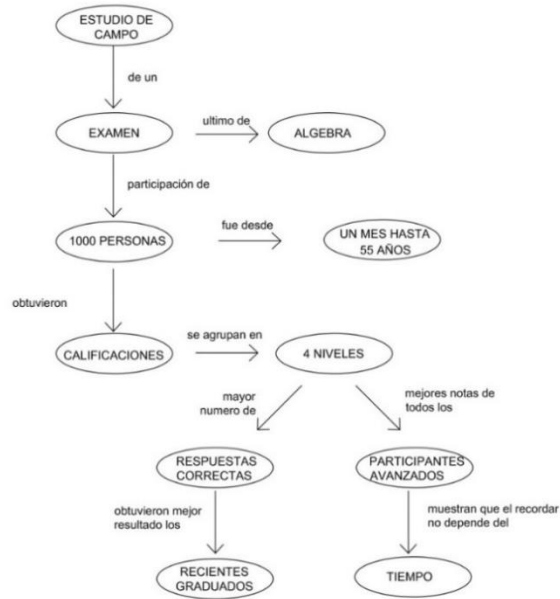 ESTUDIO DE
CAMPO
de un
EXAMEN
ultimo de
ALGEBRA
participación de
1000 PERSONAS
fue desde
UN MES HASTA
55 AÑOS
obtuvieron
CALIFICACIONES
se agrupan en
4 NIVELES
mayor
numero de
mejores notas de
todos los
RESPUESTAS
CORRECTAS
PARTICIPANTES
AVANZADOS
obtuvieron mejor
resultado los
muestran que el recordar
no depende del
RECIENTES
GRADUADOS
TIEMPO